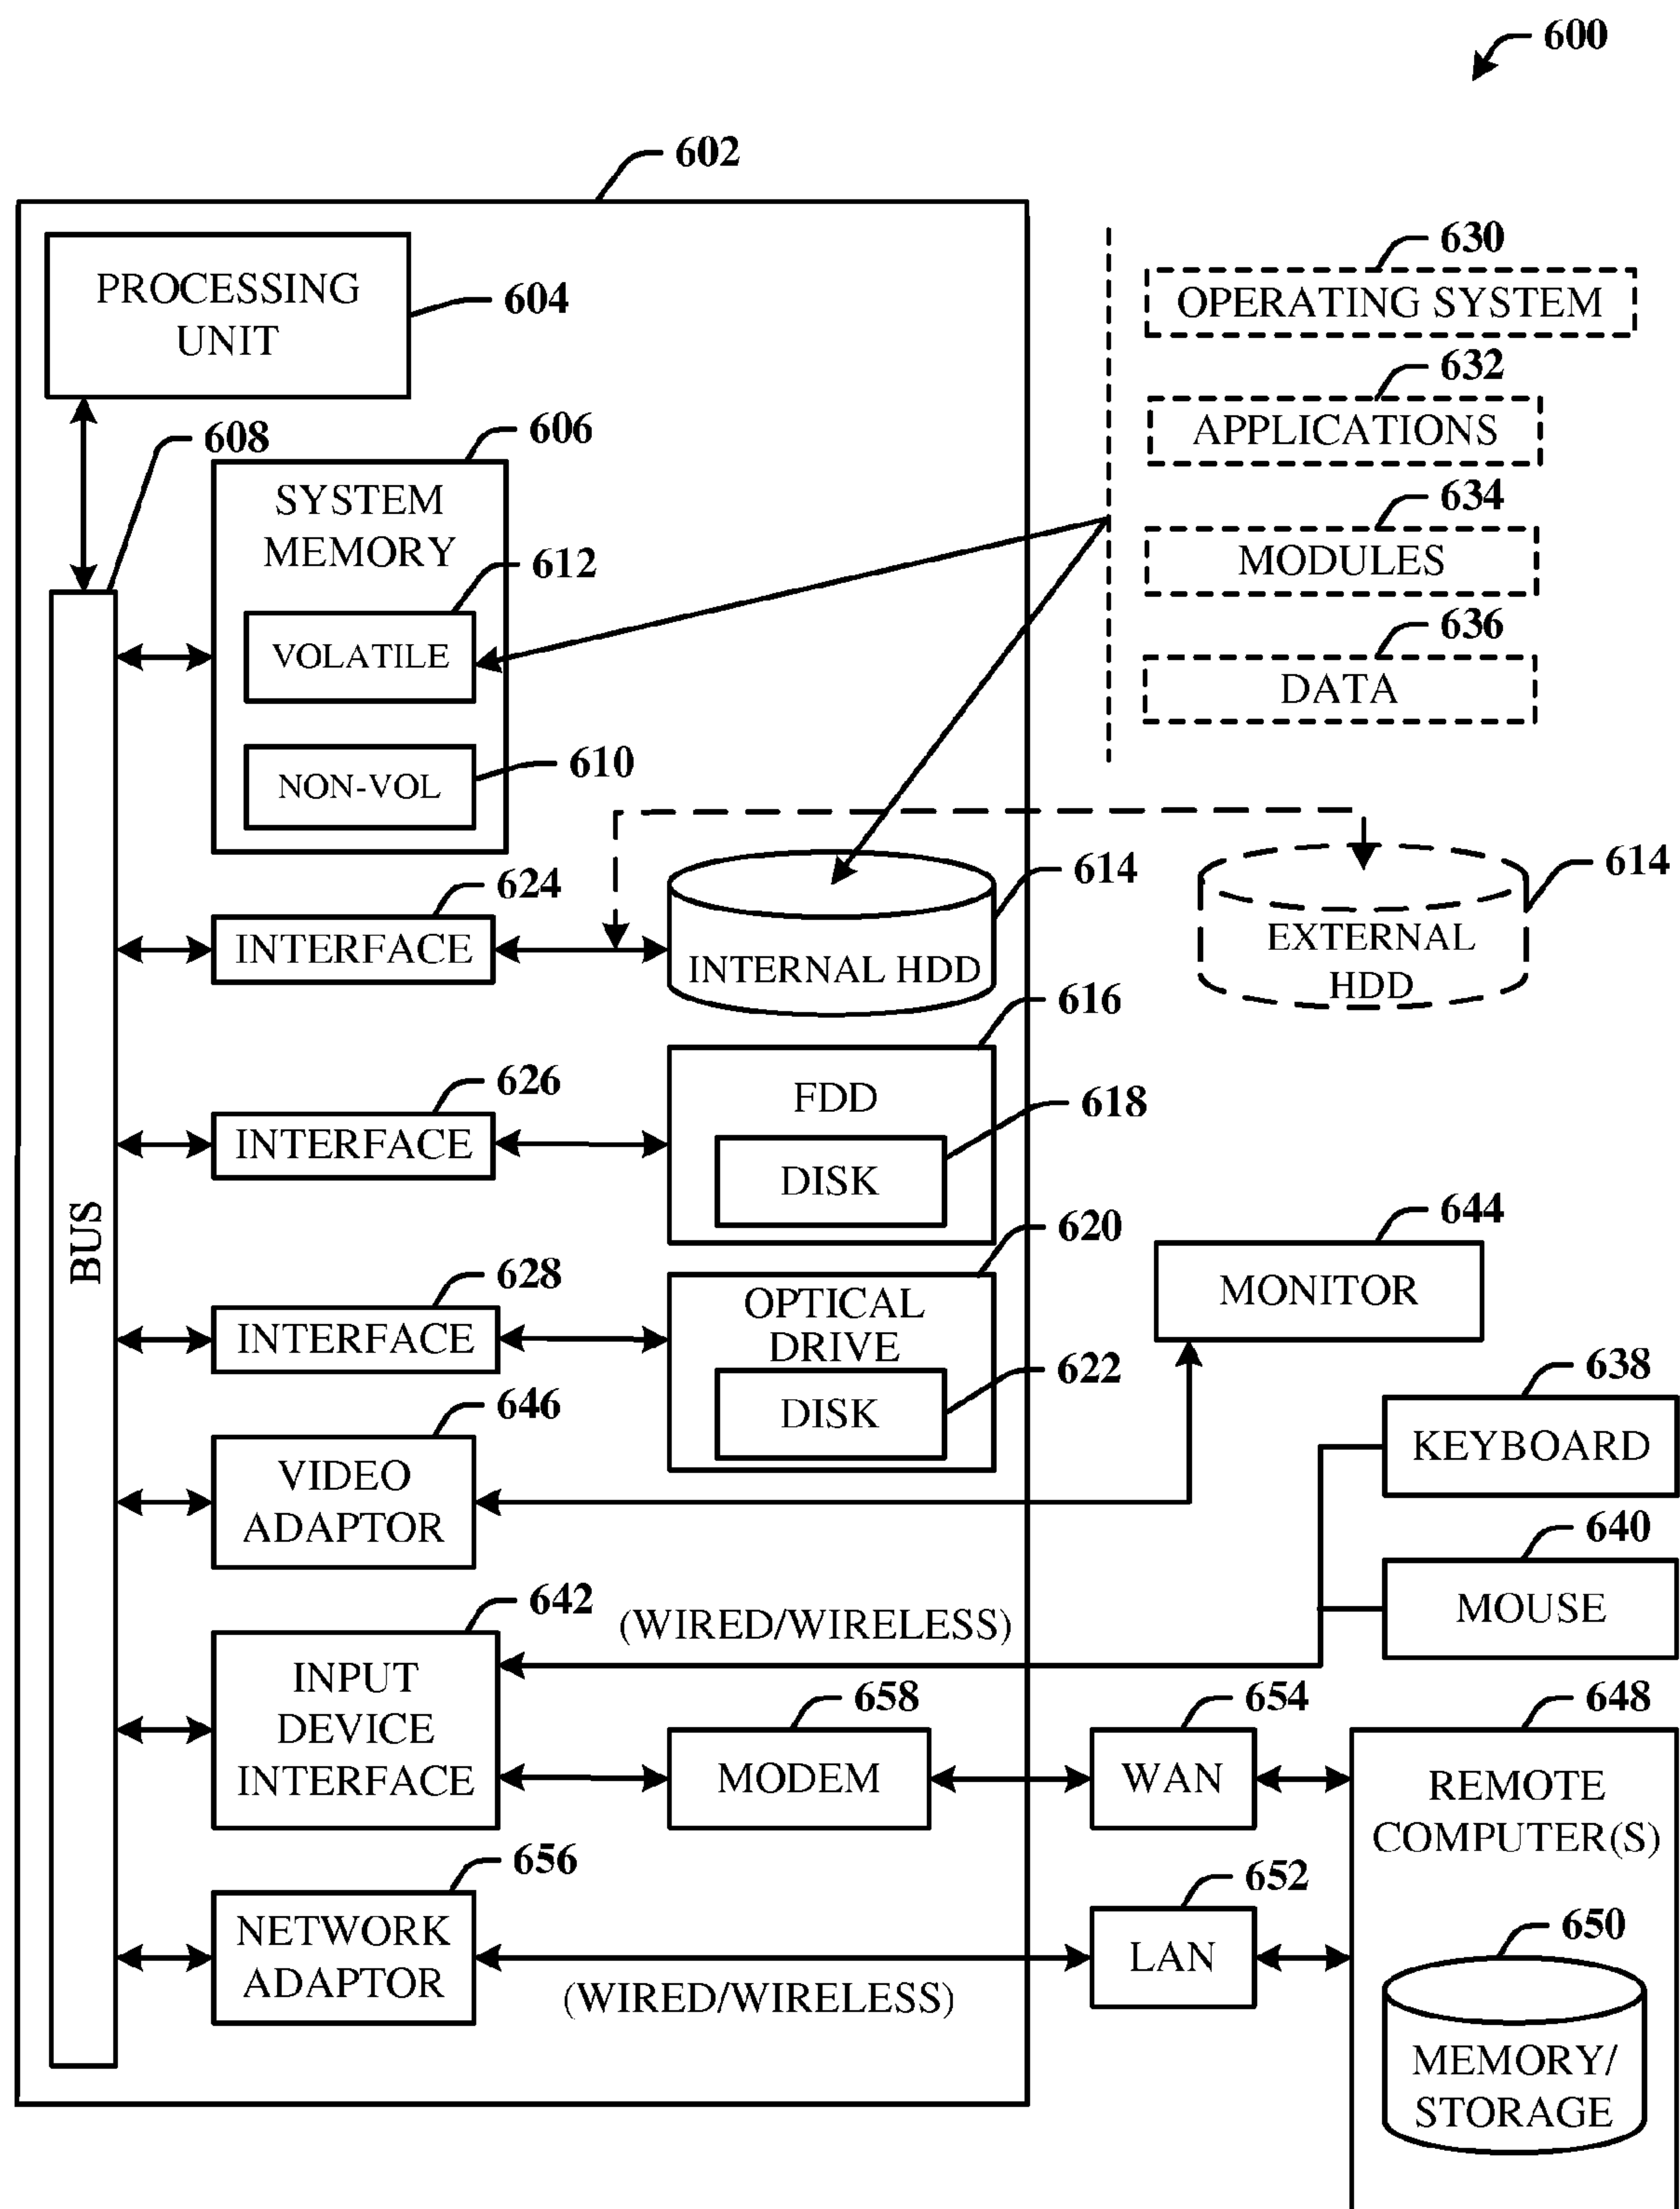 600
602
PROCESSING
UNIT
604
630
OPERATING SYSTEM
632
APPLICATIONS
634
MODULES
636
DATA
608
606
SYSTEM
MEMORY
612
VOLATILE
610
NON-VOL
BUS
624
INTERFACE
614
INTERNAL HDD
614
EXTERNAL
HDD
626
INTERFACE
616
FDD
618
DISK
628
INTERFACE
620
OPTICAL
DRIVE
622
DISK
644
MONITOR
646
VIDEO
ADAPTOR
638
KEYBOARD
640
MOUSE
642
INPUT
DEVICE
INTERFACE
(WIRED/WIRELESS)
658
MODEM
654
WAN
648
REMOTE
COMPUTER(S)
656
NETWORK
ADAPTOR
(WIRED/WIRELESS)
652
LAN
650
MEMORY/
STORAGE